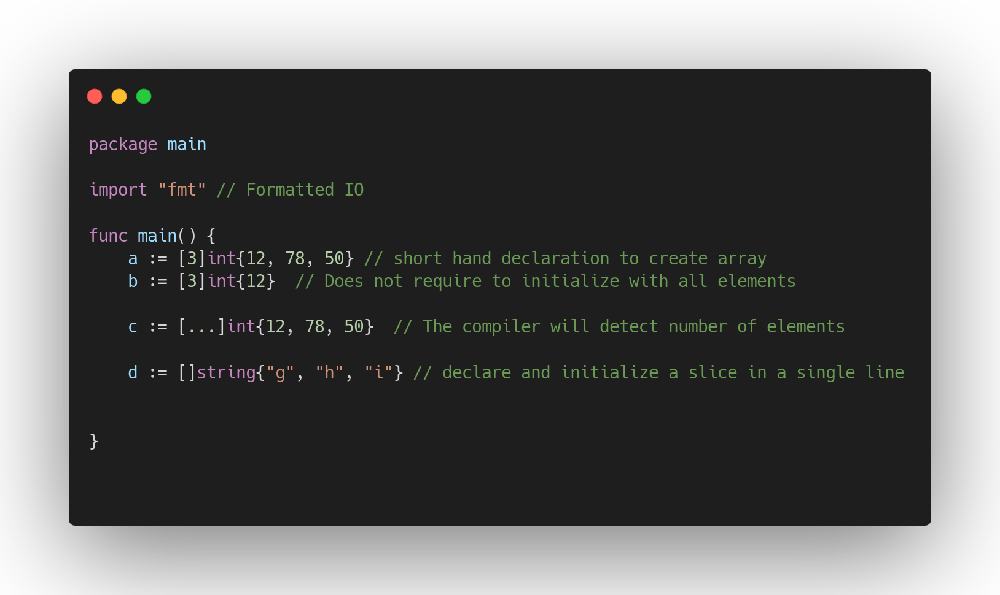 package main
import "fmt" // Formatted IO
func main() {
    a := [3]int{12, 78, 50} // short hand declaration to create array
    b := [3]int{12}  // Does not require to initialize with all elements
    c := [...]int{12, 78, 50}  // The compiler will detect number of elements
    d := []string{"g", "h", "i"} // declare and initialize a slice in a single line
}